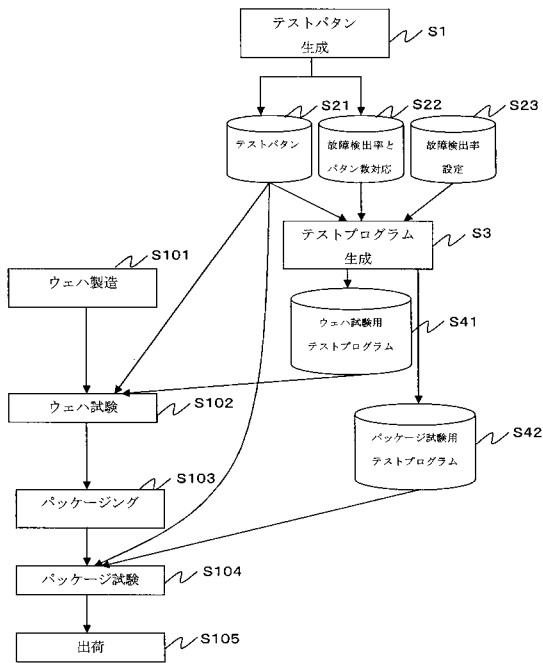 テストパタン
生成
S1
S21
S22
S23
テストパタン
故障検出率と
パタン数対応
故障検出率
設定
テストプログラム
生成
S3
S101
ウェハ製造
ウェハ試験用
テストプログラム
S41
ウェハ試験
S102
パッケージ試験用
テストプログラム
S42
S103
パッケージング
パッケージ試験
S104
出荷
S105